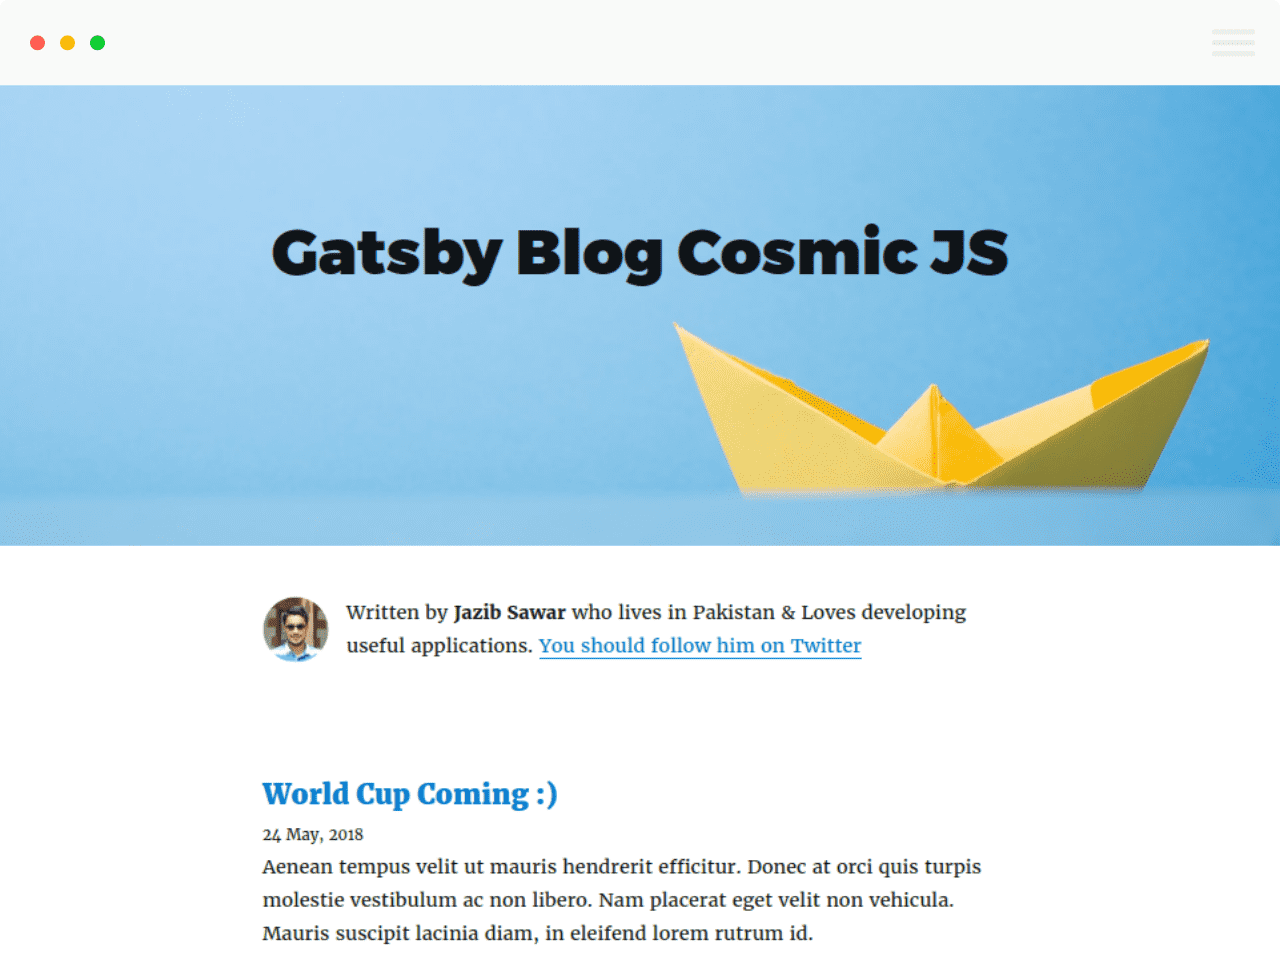 Gatsby Blog Cosmic JS
Written by Jazib Sawar who lives in Pakistan & Loves developing
useful applications. You should follow him on Twitter
World Cup Coming :)
24 May, 2018
Aenean tempus velit ut mauris hendrerit efficitur. Donec at orci quis turpis
molestie vestibulum ac non libero. Nam placerat eget velit non vehicula.
Mauris suscipit lacinia diam, in eleifend lorem rutrum id.